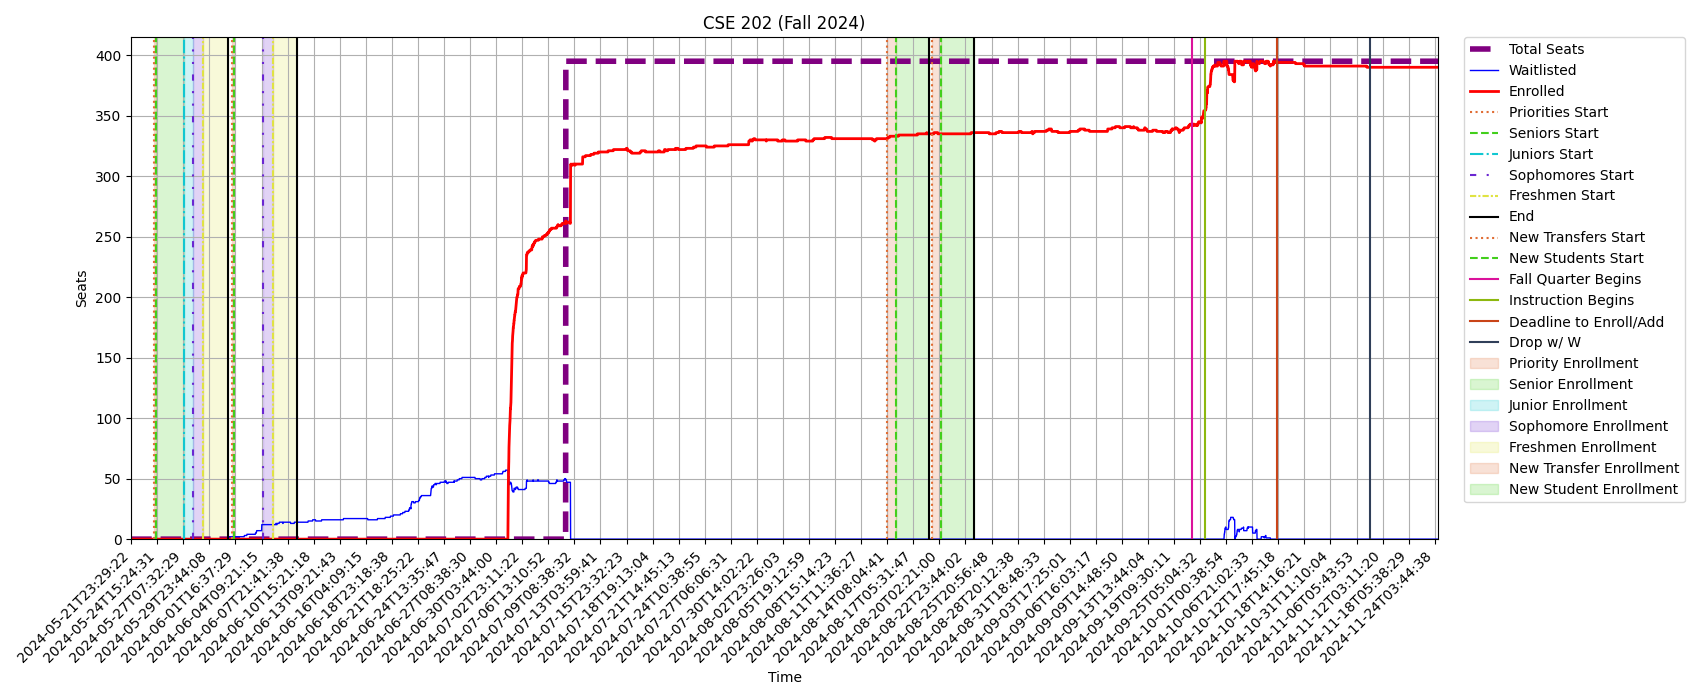 CSE 202 (Fall 2024)
Seats
400
350
300
250
200
150
100
50
0
2024-05-21T23:29:22
2024-05-24T15:24:31
2024-05-27T07:32:29
2024-05-29T23:44:08
2024-06-01T16:37:29
2024-06-04T09:21:15
2024-06-07T21:41:38
2024-06-10T15:21:18
2024-06-13T09:21:43
2024-06-16T04:09:15
2024-06-18T23:18:38
2024-06-21T18:25:22
2024-06-24T13:35:47
2024-06-27T08:38:30
2024-06-30T03:44:00
2024-07-02T23:11:22
2024-07-06T13:10:52
2024-07-09T08:38:32
2024-07-13T03:59:41
2024-07-15T23:32:23
2024-07-18T19:13:04
2024-07-21T14:45:13
2024-07-24T10:38:55
2024-07-27T06:06:31
2024-07-30T14:02:22
2024-08-02T23:26:03
2024-08-05T19:12:59
2024-08-08T15:14:23
2024-08-11T11:36:27
2024-08-14T08:04:41
2024-08-17T05:31:47
2024-08-20T02:21:00
2024-08-22T23:44:02
2024-08-25T20:56:48
2024-08-28T20:12:38
2024-08-31T18:48:33
2024-09-03T17:25:01
2024-09-06T16:03:17
2024-09-09T14:48:50
2024-09-13T13:44:04
2024-09-19T09:30:11
2024-09-25T05:04:32
2024-10-01T00:38:54
2024-10-06T21:02:33
2024-10-12T17:45:18
2024-10-18T14:16:21
2024-10-31T11:10:04
2024-11-06T05:43:53
2024-11-12T03:11:20
2024-11-18T05:38:29
2024-11-24T03:44:38
Time
Total Seats
Waitlisted
Enrolled
Priorities Start
Seniors Start
Juniors Start
Sophomores Start
Freshmen Start
End
New Transfers Start
New Students Start
Fall Quarter Begins
Instruction Begins
Deadline to Enroll/Add
Drop w/ W
Priority Enrollment
Senior Enrollment
Junior Enrollment
Sophomore Enrollment
Freshmen Enrollment
New Transfer Enrollment
New Student Enrollment